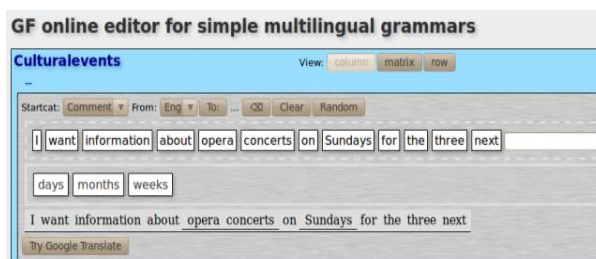 GF online editor for simple multilingual grammars
Culturalevents View: column matrix row
--
Startcat: Comment From: Eng To: ... ⌫ Clear Random
I want information about opera concerts on Sundays for the three next
days months weeks
I want information about opera concerts on Sundays for the three next
Try Google Translate